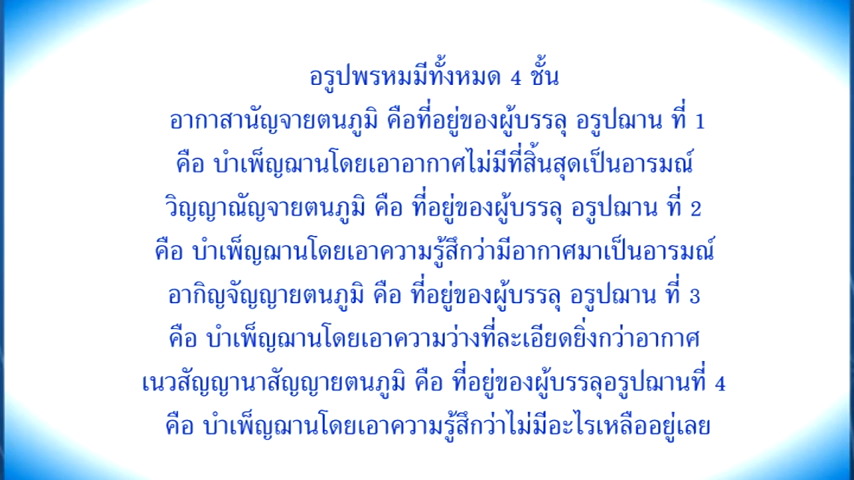 อรูปพรหมมีทั้งหมด 4 ชั้น
อากาสานัญจายตนภูมิ คือที่อยู่ของผู้บรรลุ อรูปฌาน ที่ 1
คือ บำเพ็ญฌานโดยเอาอากาศไม่มีที่สิ้นสุดเป็นอารมณ์
วิญญาณัญจายตนภูมิ คือ ที่อยู่ของผู้บรรลุ อรูปฌาน ที่ 2
คือ บำเพ็ญฌานโดยเอาความรู้สึกว่ามีอากาศมาเป็นอารมณ์
อากิญจัญญายตนภูมิ คือ ที่อยู่ของผู้บรรลุ อรูปฌาน ที่ 3
คือ บำเพ็ญฌานโดยเอาความว่างที่ละเอียดยิ่งกว่าอากาศ
เนวสัญญานาสัญญายตนภูมิ คือ ที่อยู่ของผู้บรรลุอรูปฌานที่ 4
คือ บำเพ็ญฌานโดยเอาความรู้สึกว่าไม่มีอะไรเหลืออยู่เลย